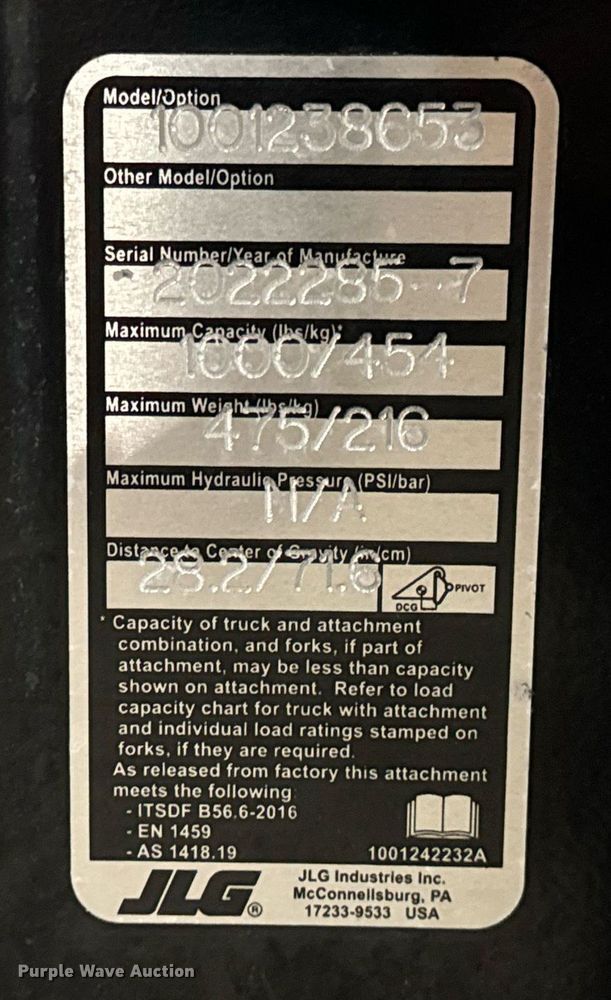 Model/Option
1001238653
Other Model/Option
Serial Number/Year of Manufacture
2022285--7
Maximum Capacity (lbs/kg)*
1000/454
Maximum Weight (lbs/kg)
475/216
Maximum Hydraulic Pressure (PSI/bar)
N/A
Distance to Center of Gravity (in/cm)
28.2/71.6
PIVOT
DCG
* Capacity of truck and attachment
combination, and forks, if part of
attachment, may be less than capacity
shown on attachment. Refer to load
capacity chart for truck with attachment
and individual load ratings stamped on
forks, if they are required.
As released from factory this attachment
meets the following
- ITSDF B56.6-2016
- EN 1459
- AS 1418.19
1001242232A
JLG®
JLG Industries Inc.
McConnellsburg, PA
17233-9533 USA
Purple Wave Auction